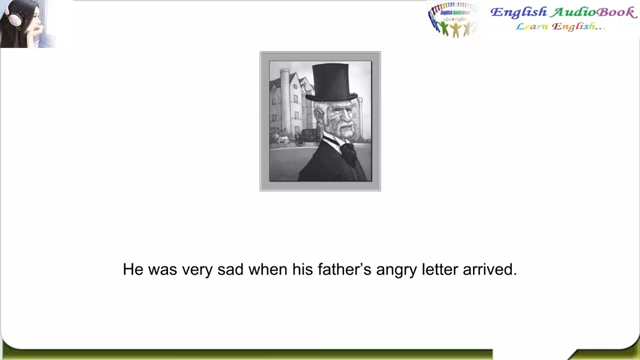 English AudioBook
Learn English...
He was very sad when his father’s angry letter arrived.